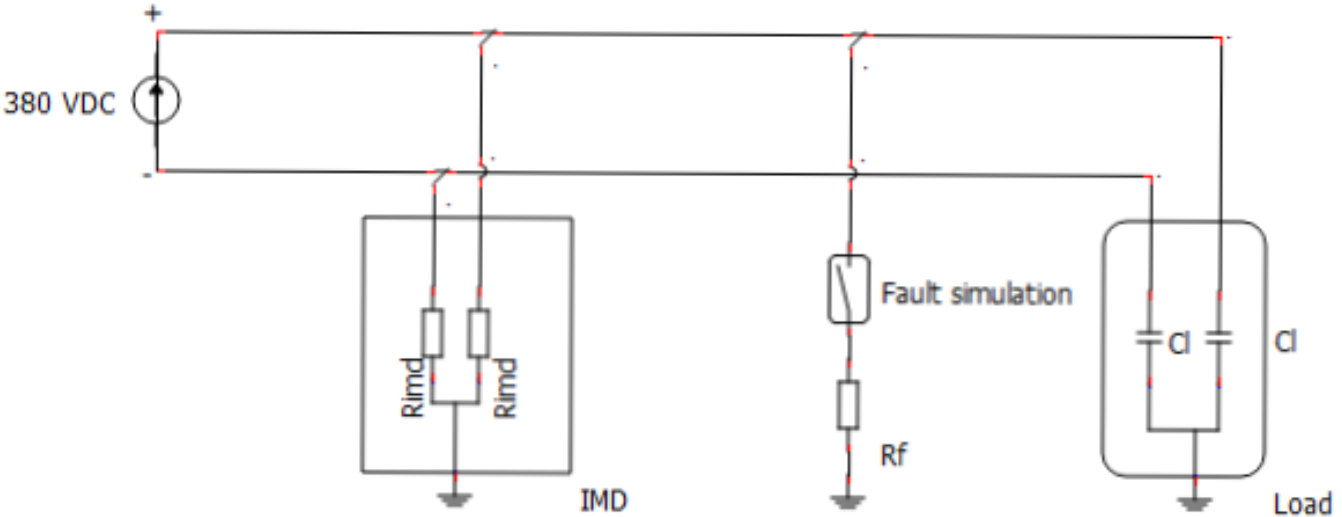 +
380 VDC
-
Fault simulation
Rimd
Rimd
Cl
Cl
Rf
IMD
Load